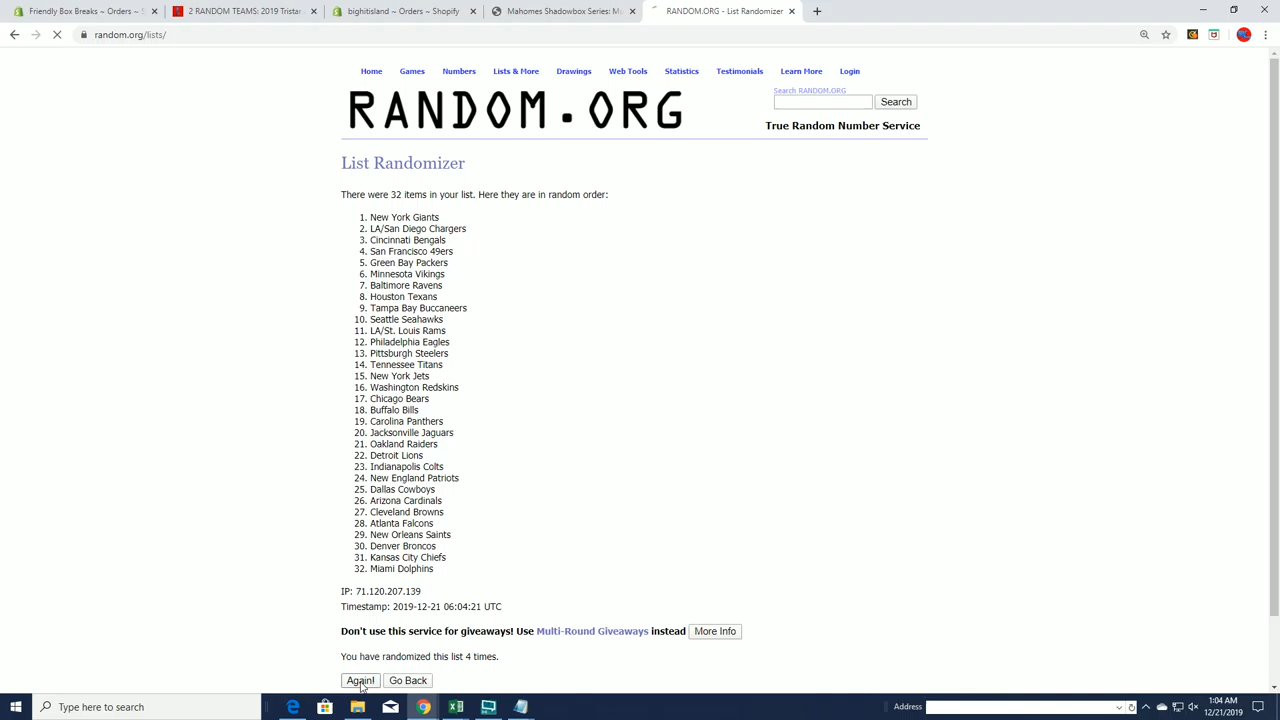 Friendly Box Breaks ~ Orders ~ S
2 RANDOM TEAMS: 2019 Tristar
bighitsland ~ Orders ~ Shopify
Mahomes Shadowbox Series: Mo
RANDOM.ORG - List Randomizer
random.org/lists/
Home Games Numbers Lists & More Drawings Web Tools Statistics Testimonials Learn More Login
Search RANDOM.ORG
RANDOM.ORG
Search
True Random Number Service
List Randomizer
There were 32 items in your list. Here they are in random order:
1. New York Giants
2. LA/San Diego Chargers
3. Cincinnati Bengals
4. San Francisco 49ers
5. Green Bay Packers
6. Minnesota Vikings
7. Baltimore Ravens
8. Houston Texans
9. Tampa Bay Buccaneers
10. Seattle Seahawks
11. LA/St. Louis Rams
12. Philadelphia Eagles
13. Pittsburgh Steelers
14. Tennessee Titans
15. New York Jets
16. Washington Redskins
17. Chicago Bears
18. Buffalo Bills
19. Carolina Panthers
20. Jacksonville Jaguars
21. Oakland Raiders
22. Detroit Lions
23. Indianapolis Colts
24. New England Patriots
25. Dallas Cowboys
26. Arizona Cardinals
27. Cleveland Browns
28. Atlanta Falcons
29. New Orleans Saints
30. Denver Broncos
31. Kansas City Chiefs
32. Miami Dolphins
IP: 71.120.207.139
Timestamp: 2019-12-21 06:04:21 UTC
Don't use this service for giveaways! Use Multi-Round Giveaways instead More Info
You have randomized this list 4 times.
Again! Go Back
Type here to search
Address
1:04 AM
12/21/2019